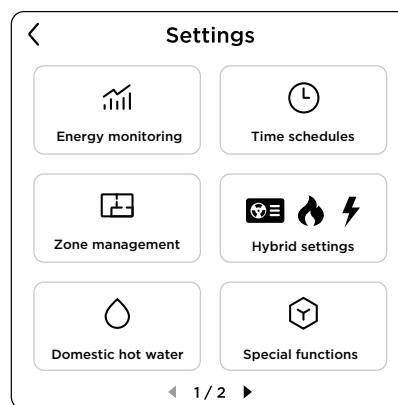 Settings
Energy monitoring
Time schedules
Zone management
Hybrid settings
Domestic hot water
Special functions
1 / 2